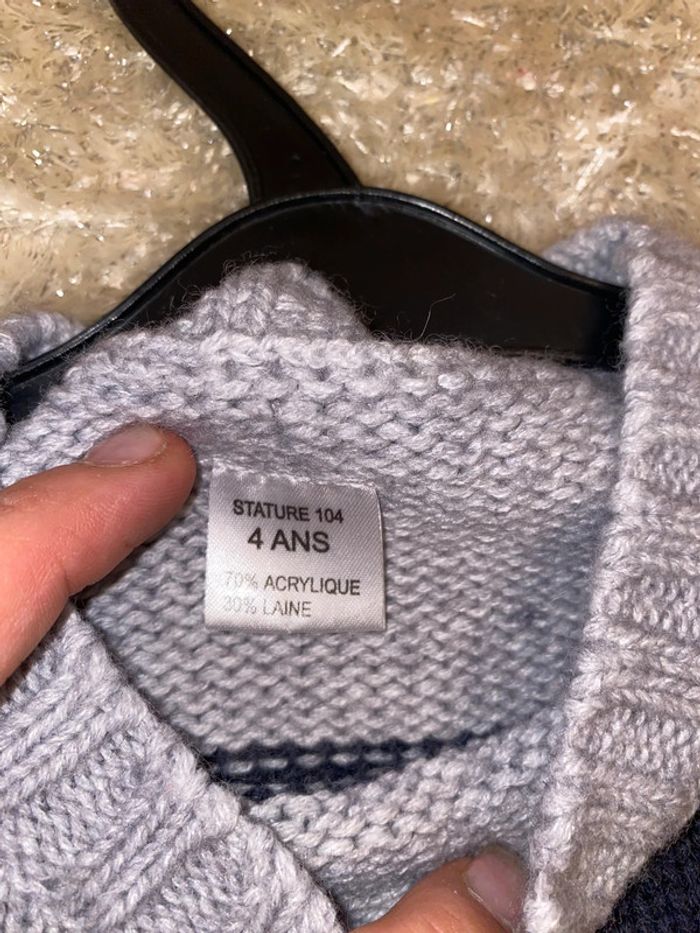 STATURE 104
4 ANS
70% ACRYLIQUE
30% LAINE